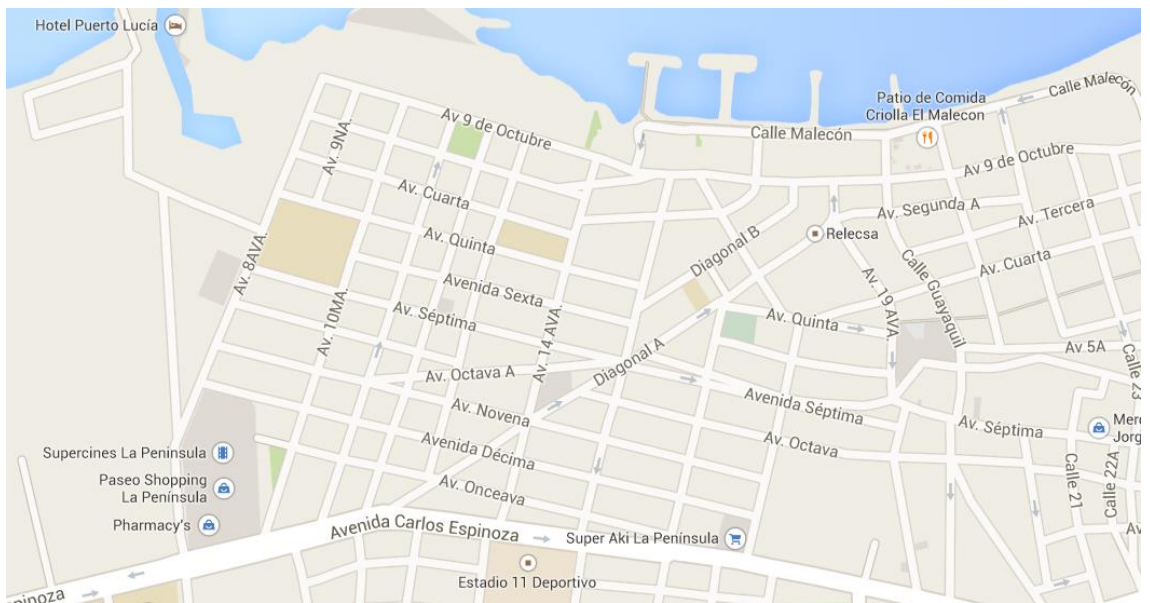 Hotel Puerto Lucía
Patio de Comida
Criolla El Malecon
Calle Malecón
Calle Malecón
Av 9 de Octubre
Av. 9NA.
Av 9 de Octubre
Av. Cuarta
Av. Segunda A
Av. Tercera
Relecsa
Av. Quinta
Diagonal B
Av. 8AVA.
Av. Cuarta
Calle Guayaquil
Av. 19 AVA.
Avenida Sexta
Av. Séptima
Av. 10MA.
Av. 14 AVA.
Av. Quinta
Av. 5A
Calle 23
Diagonal A
Av. Octava A
Avenida Séptima
Av. Novena
Av. Séptima
Av. Octava
Avenida Décima
Supercines La Peninsula
Paseo Shopping
La Península
Pharmacy's
Av. Onceava
Calle 21
Calle 22A
Avenida Carlos Espinoza
Super Aki La Península
Estadio 11 Deportivo
Merc
Jorg
Av
spinoza